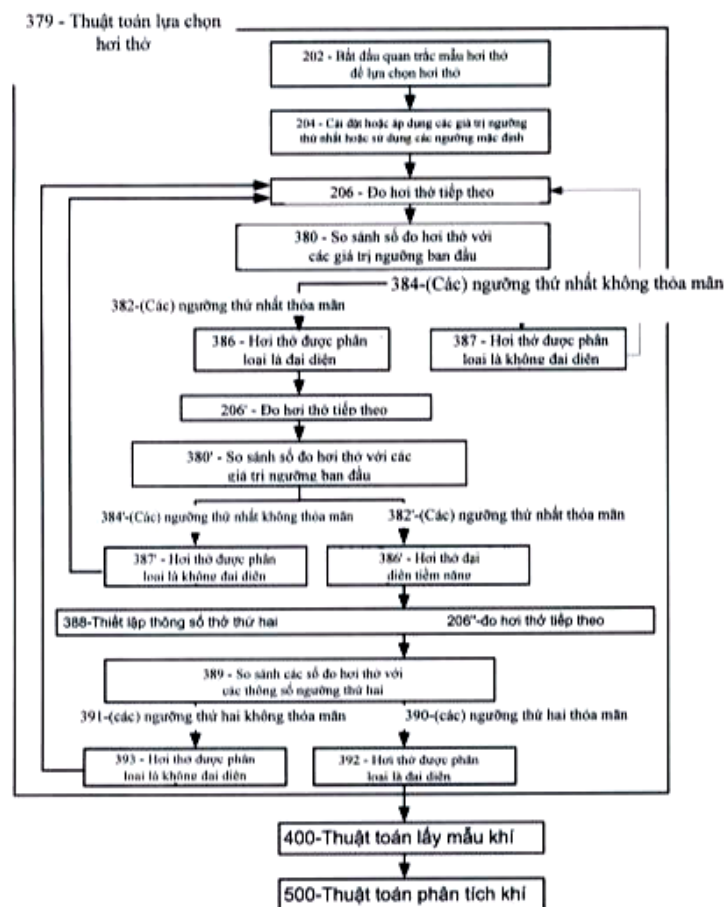 379 - Thuật toán lựa chọn
hơi thở
202 - Bắt đầu quan trắc mẫu hơi thở
để lựa chọn hơi thở
204 - Cài đặt hoặc áp dụng các giá trị ngưỡng
thứ nhất hoặc sử dụng các ngưỡng mặc định
206 - Đo hơi thở tiếp theo
380 - So sánh số đo hơi thở với
các giá trị ngưỡng ban đầu
384-(Các) ngưỡng thứ nhất không thỏa mãn
382-(Các) ngưỡng thứ nhất thỏa mãn
386 - Hơi thở được phân
loại là đại diện
387 - Hơi thở được phân
loại là không đại diện
206' - Đo hơi thở tiếp theo
380' - So sánh số đo hơi thở với các
giá trị ngưỡng ban đầu
384'-(Các) ngưỡng thứ nhất không thỏa mãn
382'-(Các) ngưỡng thứ nhất thỏa mãn
387' - Hơi thở được phân
loại là không đại diện
386' - Hơi thở đại
diện tiềm năng
388-Thiết lập thông số thở thứ hai
206"-đo hơi thở tiếp theo
389 - So sánh các số đo hơi thở với
các thông số ngưỡng thứ hai
391-(các) ngưỡng thứ hai không thỏa mãn
390-(các) ngưỡng thứ hai thỏa mãn
393 - Hơi thở được phân
loại là không đại diện
392 - Hơi thở được phân
loại là đại diện
400-Thuật toán lấy mẫu khí
500-Thuật toán phân tích khí